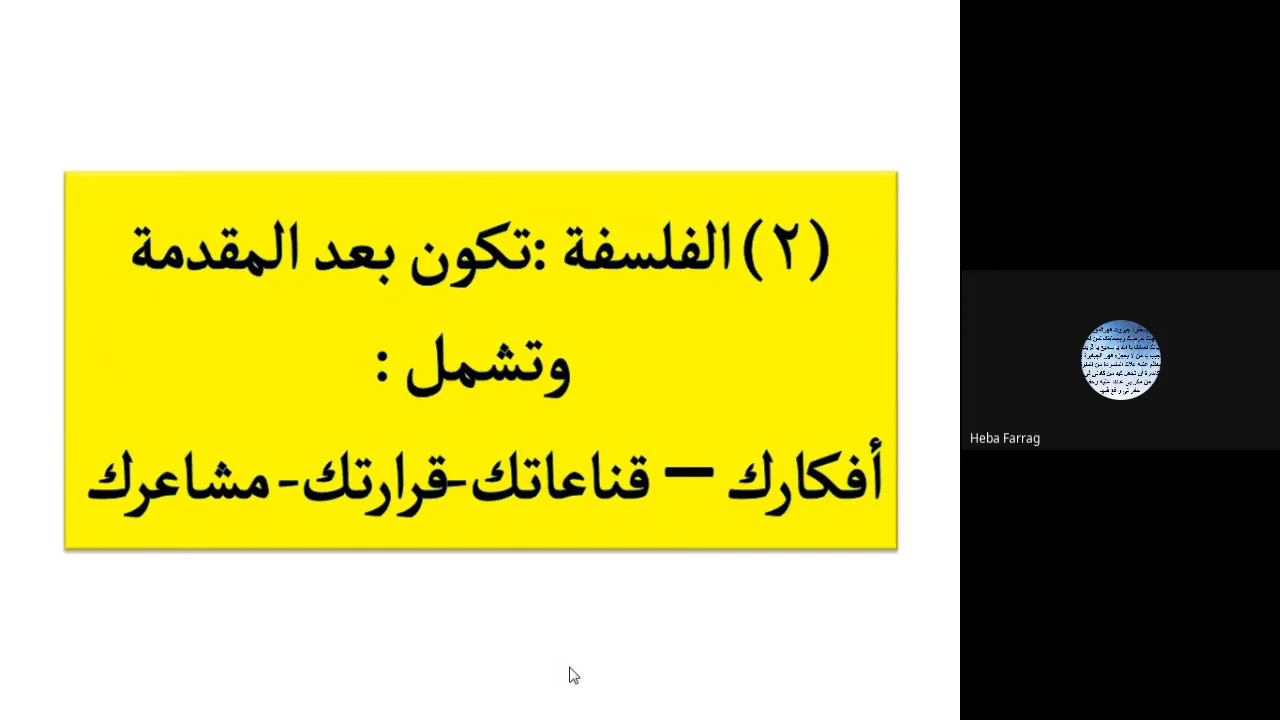 (٢) الفلسفة :تكون بعد المقدمة
وتشمل :
أفكارك – قناعاتك-قرارتك- مشاعرك
Heba Farrag